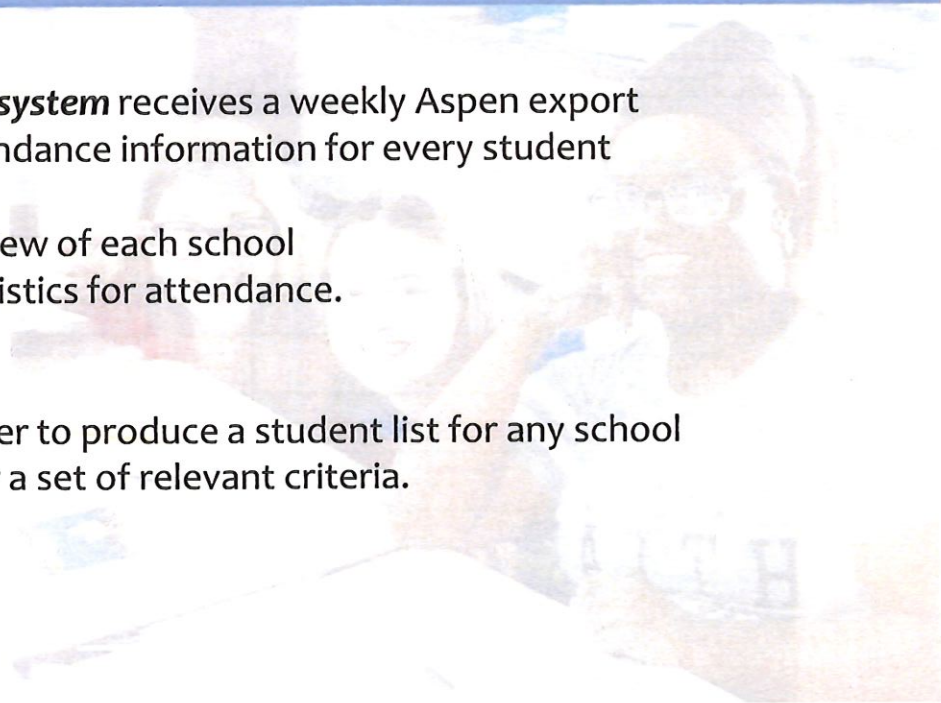 system receives a weekly Aspen export
ndance information for every student
ew of each school
istics for attendance.
er to produce a student list for any school
a set of relevant criteria.